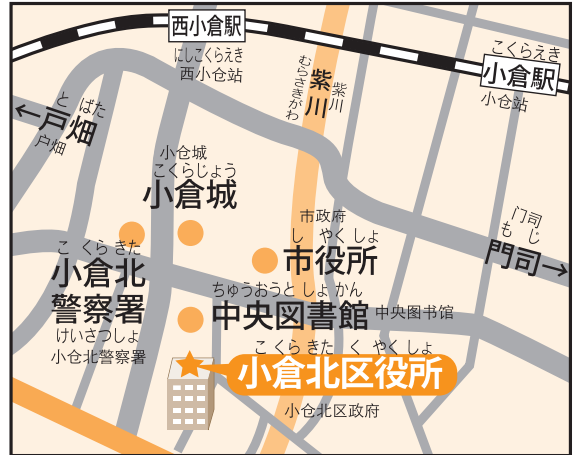 西小倉駅
にしこくらえき
西小仓站
こくらえき
小倉駅
小仓站
むらさきがわ
紫川
紫川
と ばた
←戸畑
户畑
小仓城
こくらじょう
小倉城
市政府
し やく しょ
市役所
门司
も じ
門司→
こ くら きた
小倉北
警察署
けいさつしょ
小仓北警察署
ちゅうおうと しょ かん
中央図書館
中央图书馆
こ くら きた く やく しょ
小倉北区役所
小仓北区政府